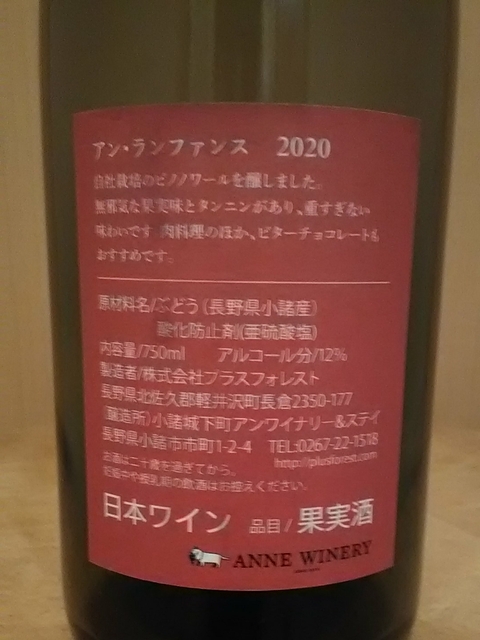 アン・ランファンス 2020
自社栽培のピノノワールを醸しました。
無邪気な果実味とタンニンがあり、重すぎない
味わいです 肉料理のほか、ビターチョコレートも
おすすめです。
原材料名/ぶどう(長野県小諸産)
酸化防止剤(亜硫酸塩)
内容量/750ml アルコール分/12%
製造者/株式会社プラスフォレスト
長野県北佐久郡軽井沢町長倉2350-177
(醸造所)小諸城下町アンワイナリー&ステイ
長野県小諸市市町1-2-4 TEL:0267-22-1518
http://plusforest.com
お酒は二十歳を過ぎてから。
妊娠中や授乳期の飲酒はお控えください。
日本ワイン 品目/果実酒
ANNE WINERY